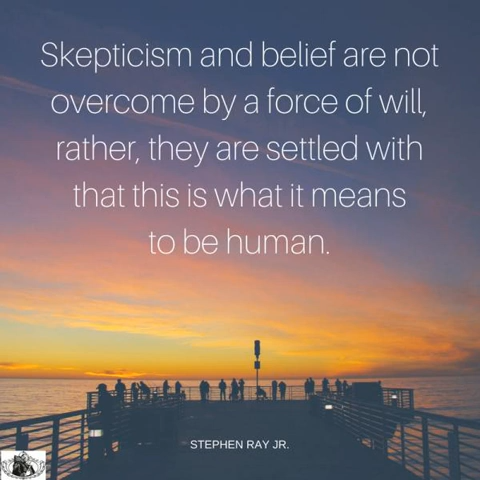 Skepticism and belief are not
overcome by a force of will,
rather, they are settled with
that this is what it means
to be human.
STEPHEN RAY JR.